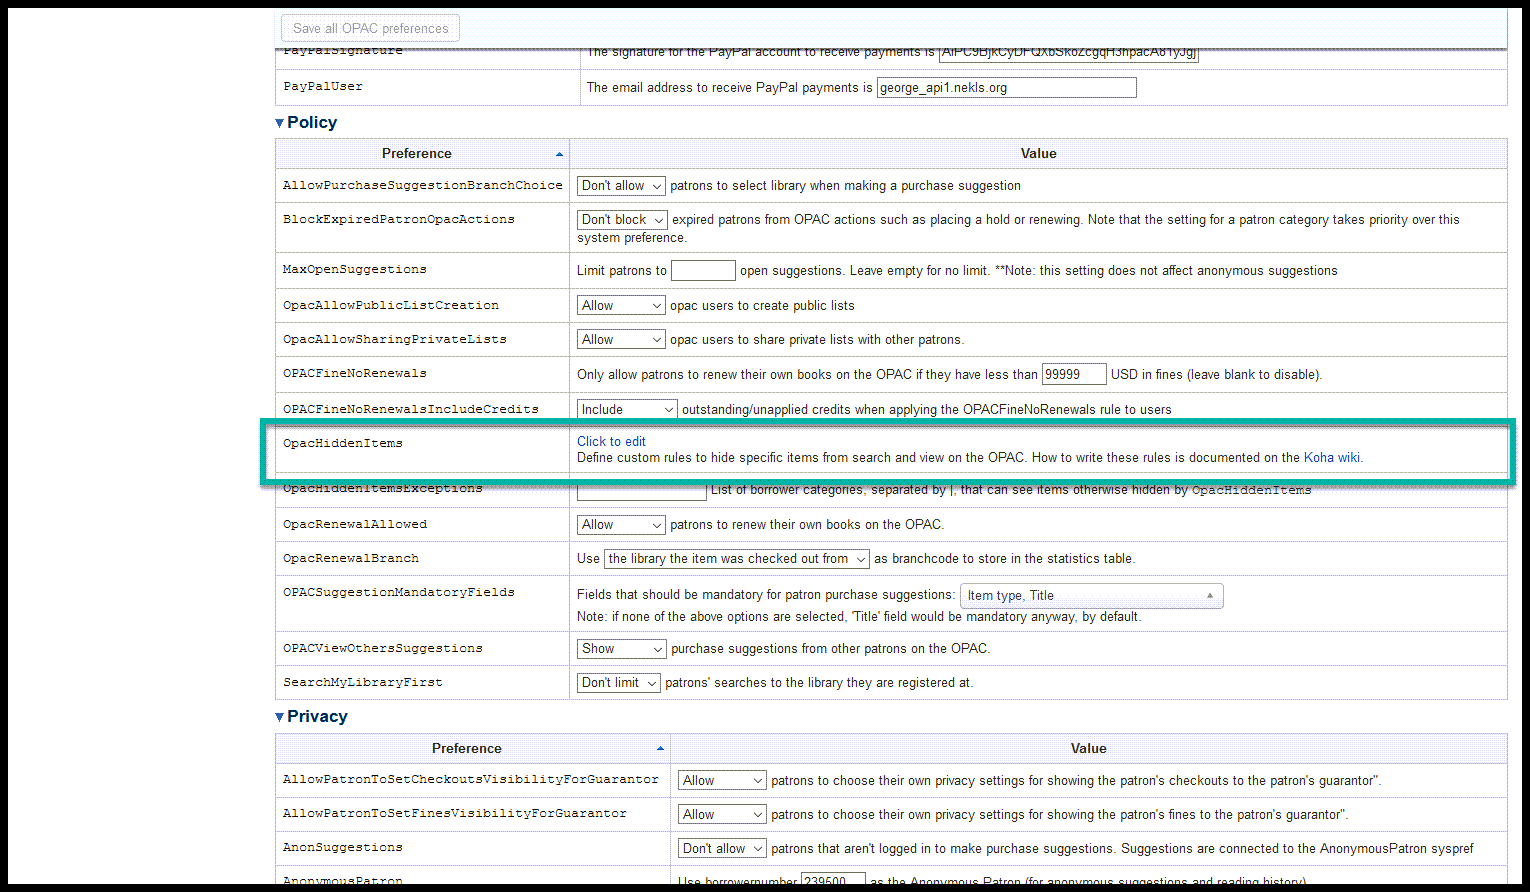 Save all OPAC preferences
PayPalSignature The signature for the PayPal account to receive payments is
PayPalUser The email address to receive PayPal payments is george_api1.nekls.org
Policy
Preference Value
AllowPurchaseSuggestionBranchChoice Don't allow patrons to select library when making a purchase suggestion
BlockExpiredPatronOpacActions Don't block expired patrons from OPAC actions such as placing a hold or renewing. Note that the setting for a patron category takes priority over this
system preference.
MaxOpenSuggestions Limit patrons to open suggestions. Leave empty for no limit. **Note: this setting does not affect anonymous suggestions
OpacAllowPublicListCreation Allow opac users to create public lists
OpacAllowSharingPrivateLists Allow opac users to share private lists with other patrons.
OPACFineNoRenewals Only allow patrons to renew their own books on the OPAC if they have less than 99999 USD in fines (leave blank to disable).
OPACFineNoRenewalsIncludeCredits Include outstanding/unapplied credits when applying the OPACFineNoRenewals rule to users
OpacHiddenItems Click to edit
Define custom rules to hide specific items from search and view on the OPAC. How to write these rules is documented on the Koha wiki.
OpacHiddenItemsExceptions List of borrower categories, separated by |, that can see items otherwise hidden by OpacHiddenItems
OpacRenewalAllowed Allow patrons to renew their own books on the OPAC.
OpacRenewalBranch Use the library the item was checked out from as branchcode to store in the statistics table.
OPACSuggestionMandatoryFields Fields that should be mandatory for patron purchase suggestions: Item type, Title
Note: if none of the above options are selected, 'Title' field would be mandatory anyway, by default.
OPACViewOthersSuggestions Show purchase suggestions from other patrons on the OPAC.
SearchMyLibraryFirst Don't limit patrons' searches to the library they are registered at.
Privacy
Preference Value
AllowPatronToSetCheckoutsVisibilityForGuarantor Allow patrons to choose their own privacy settings for showing the patron's checkouts to the patron's guarantor".
AllowPatronToSetFinesVisibilityForGuarantor Allow patrons to choose their own privacy settings for showing the patron's fines to the patron's guarantor".
AnonSuggestions Don't allow patrons that aren't logged in to make purchase suggestions. Suggestions are connected to the AnonymousPatron syspref
AnonymousPatron Use borrowernumber 239500 as the Anonymous Patron (for anonymous suggestions and reading history)